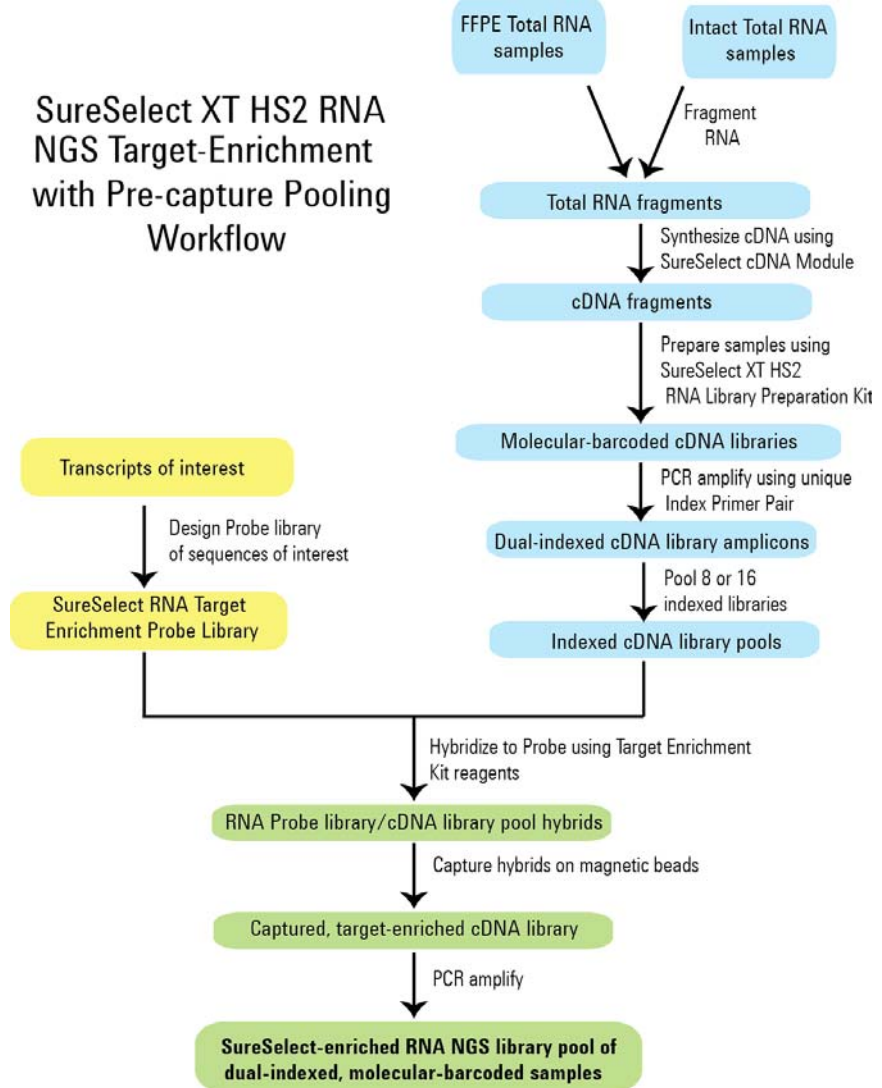 SureSelect XT HS2 RNA
NGS Target-Enrichment
with Pre-capture Pooling
Workflow
FFPE Total RNA
samples
Intact Total RNA
samples
Fragment
RNA
Total RNA fragments
Synthesize cDNA using
SureSelect cDNA Module
cDNA fragments
Prepare samples using
SureSelect XT HS2
RNA Library Preparation Kit
Molecular-barcoded cDNA libraries
PCR amplify using unique
Index Primer Pair
Dual-indexed cDNA library amplicons
Pool 8 or 16
indexed libraries
Indexed cDNA library pools
Transcripts of interest
Design Probe library
of sequences of interest
SureSelect RNA Target
Enrichment Probe Library
Hybridize to Probe using Target Enrichment
Kit reagents
RNA Probe library/cDNA library pool hybrids
Capture hybrids on magnetic beads
Captured, target-enriched cDNA library
PCR amplify
SureSelect-enriched RNA NGS library pool of
dual-indexed, molecular-barcoded samples